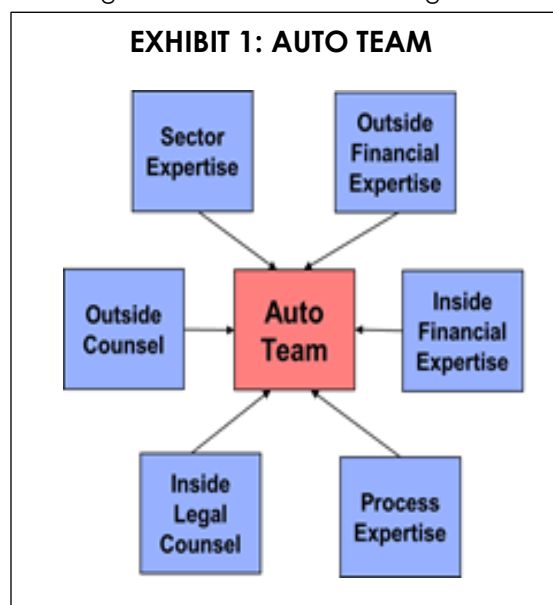 EXHIBIT 1: AUTO TEAM
Sector
Expertise
Outside
Financial
Expertise
Outside
Counsel
Auto
Team
Inside
Financial
Expertise
Inside
Legal
Counsel
Process
Expertise